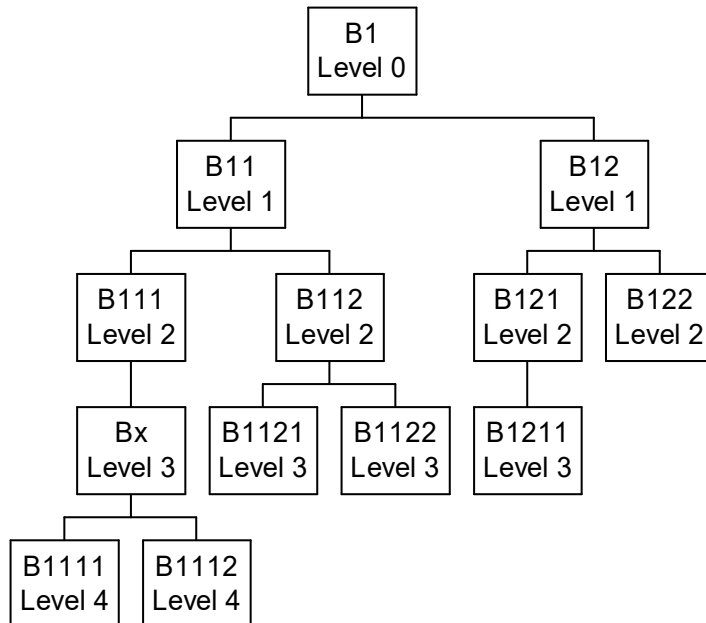 B1
Level 0
B11
Level 1
B12
Level 1
B111
Level 2
B112
Level 2
B121
Level 2
B122
Level 2
Bx
Level 3
B1121
Level 3
B1122
Level 3
B1211
Level 3
B1111
Level 4
B1112
Level 4